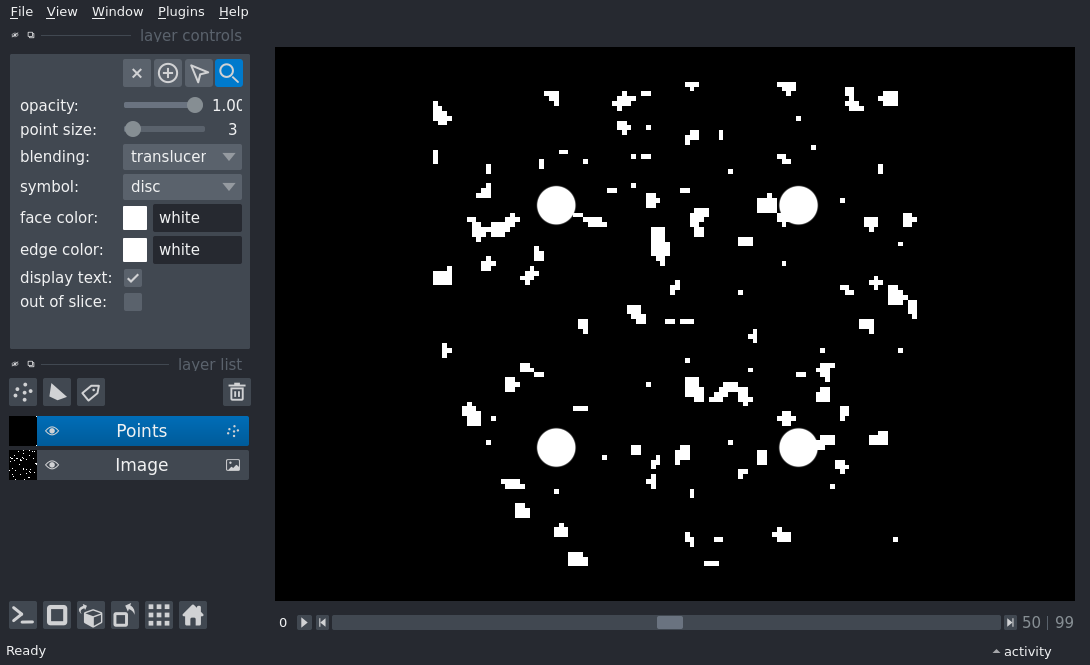 File View Window Plugins Help
layer controls
opacity: 1.00
point size: 3
blending: translucer
symbol: disc
face color: white
edge color: white
display text:
out of slice:
layer list
Points
Image
0 50 | 99
Ready activity